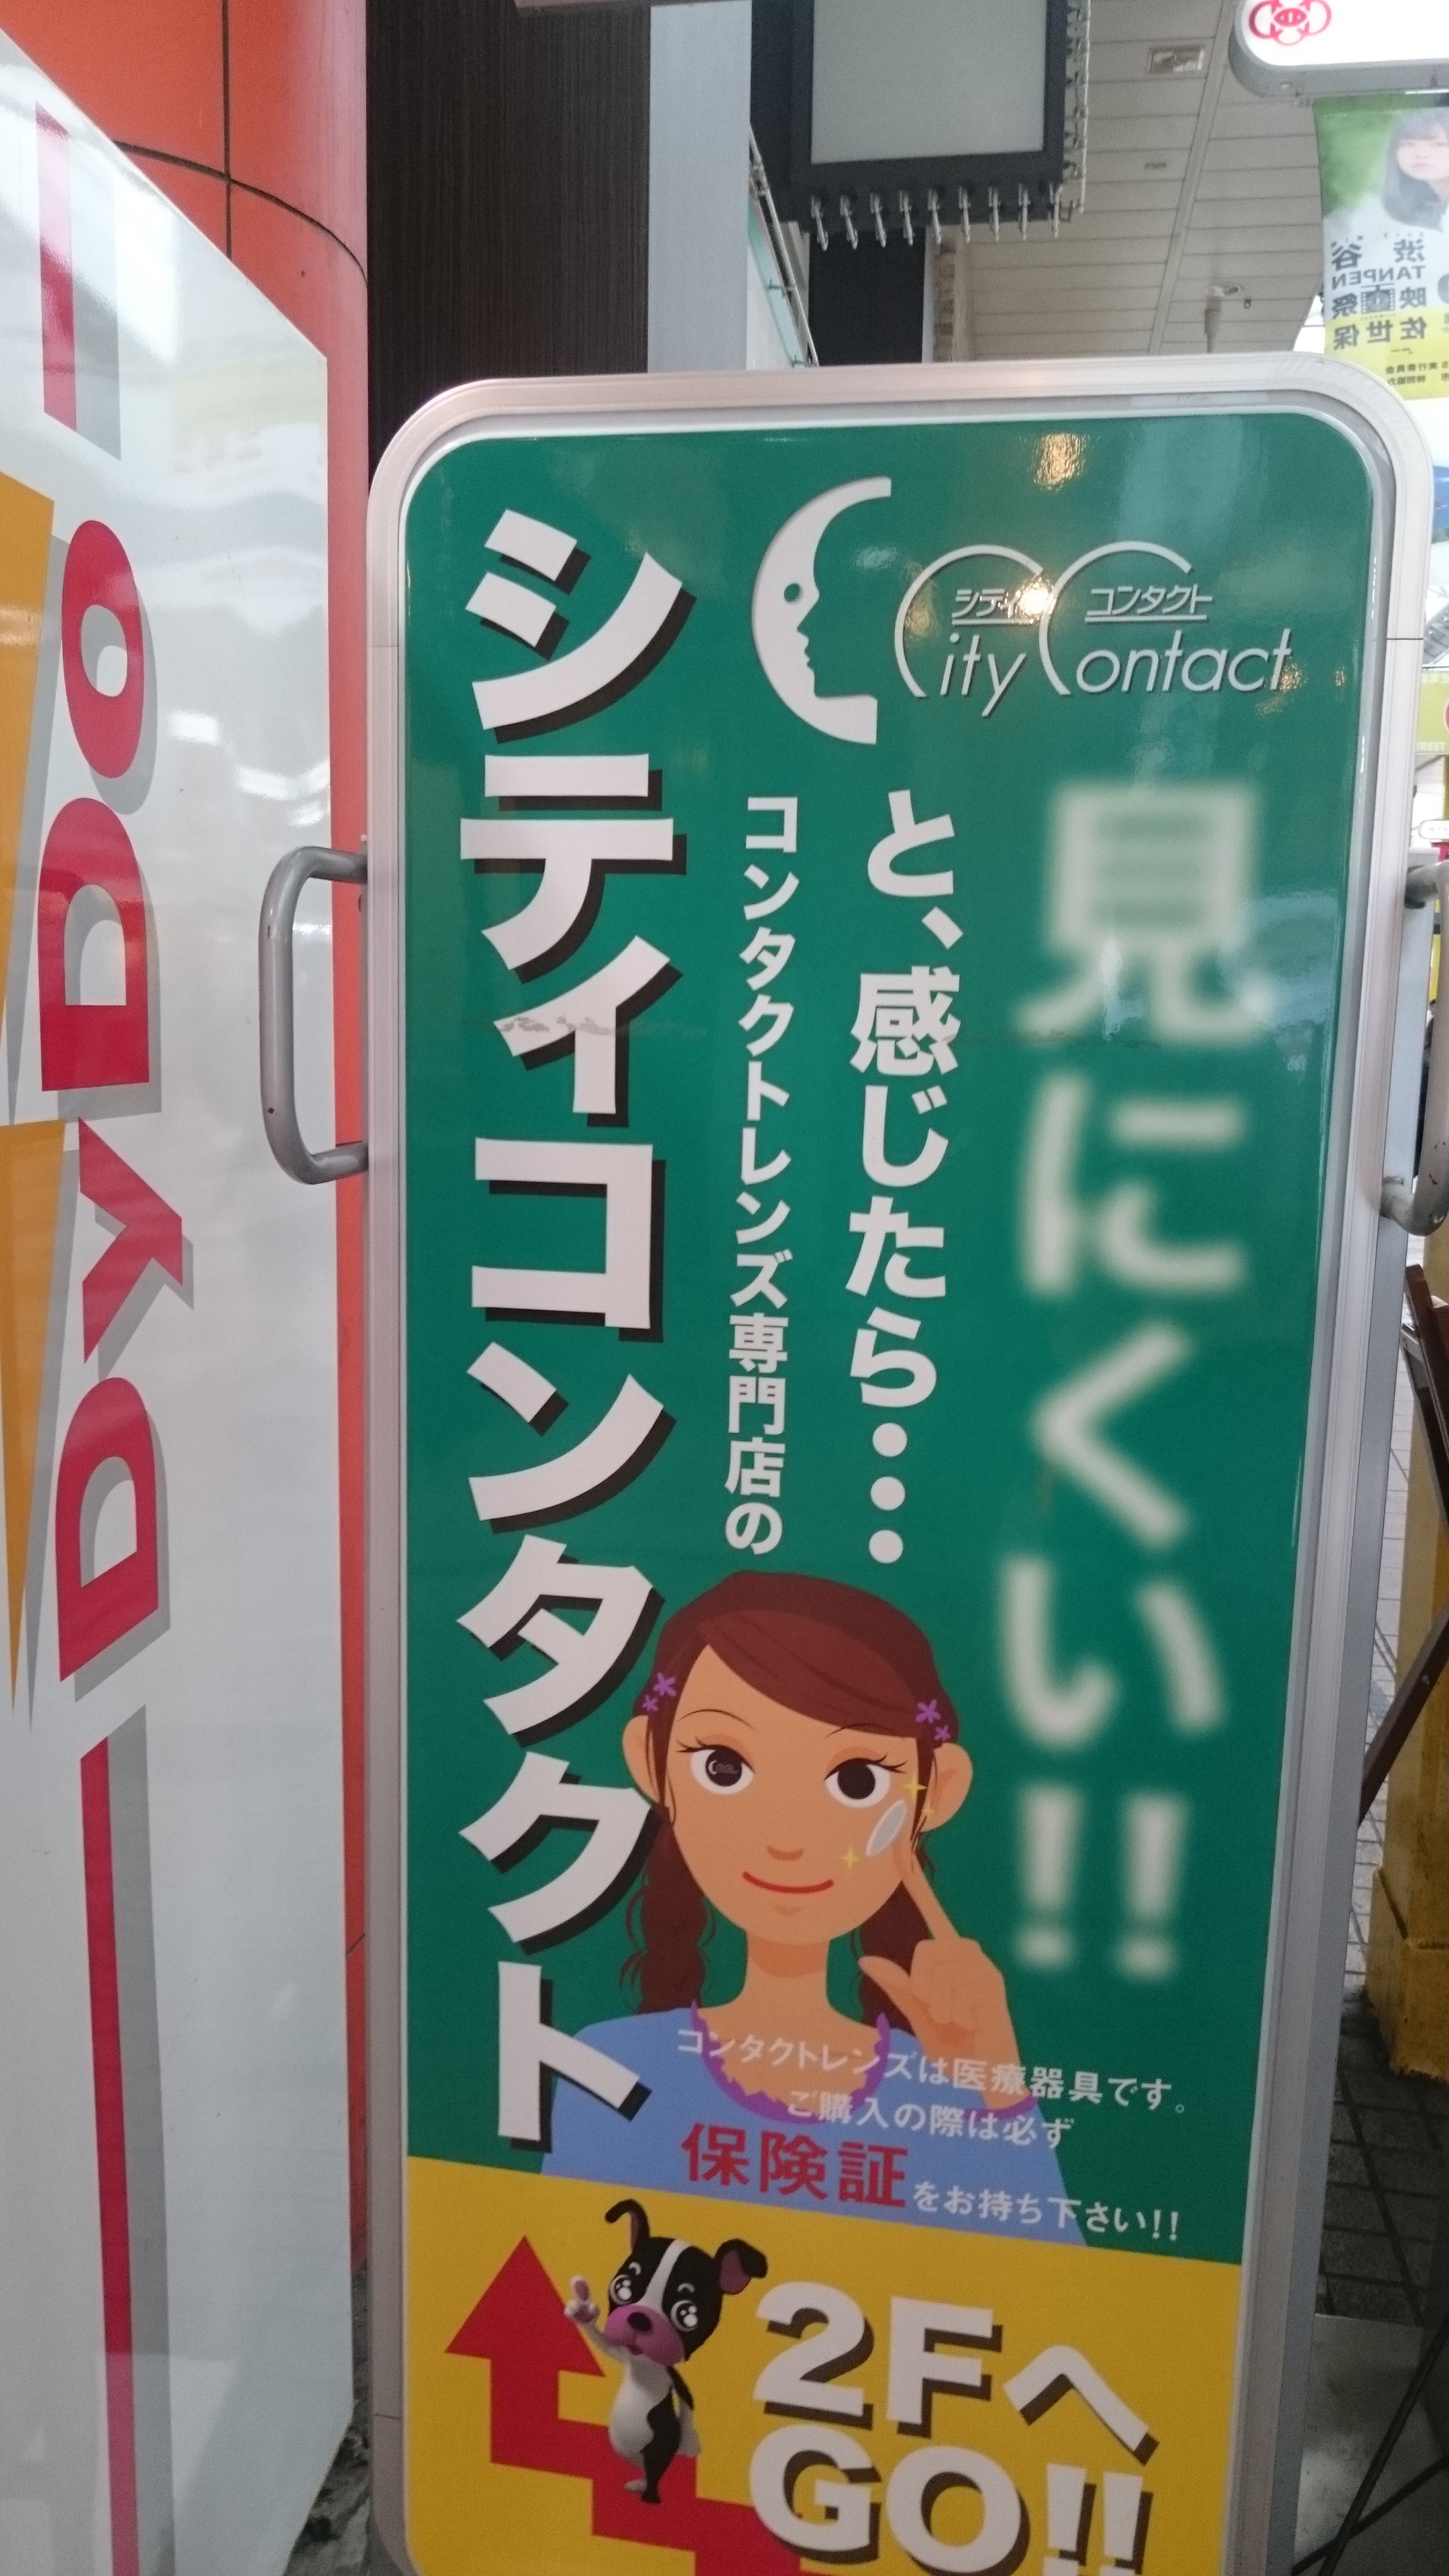 DyDo
シティ コンタクト
City Contact
見にくい!!
と、感じたら・・・
コンタクトレンズ専門店の
シティコンタクト
コンタクトレンズは医療器具です。
ご購入の際は必ず
保険証をお持ち下さい!!
2Fへ
GO!!
渋谷
TANPEN
映画祭
佐世保